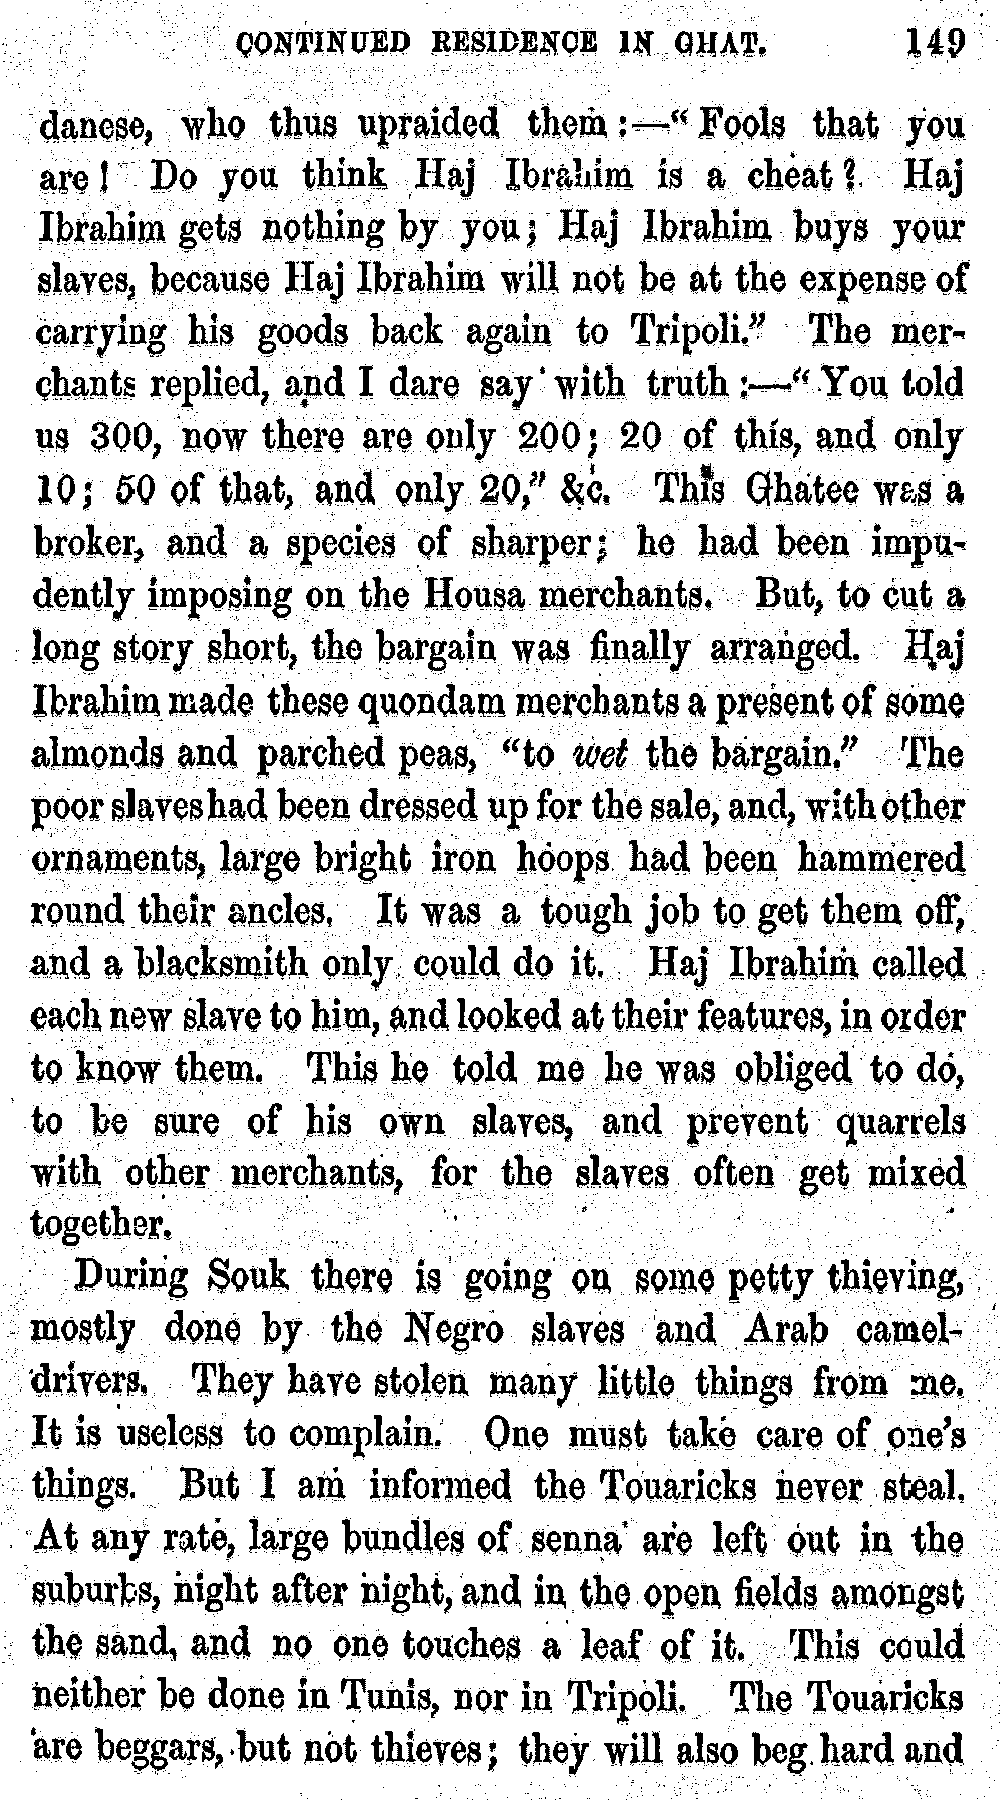 CONTINUED RESIDENCE IN GHAT. 149
danese, who thus upraided them:—“Fools that you
are! Do you think Haj Ibrahim is a cheat? Haj
Ibrahim gets nothing by you; Haj Ibrahim buys your
slaves, because Haj Ibrahim will not be at the expense of
carrying his goods back again to Tripoli.” The mer-
chants replied, and I dare say with truth:—“You told
us 300, now there are only 200; 20 of this, and only
10; 50 of that, and only 20,” &c. This Ghatee was a
broker, and a species of sharper; he had been impu-
dently imposing on the Housa merchants. But, to cut a
long story short, the bargain was finally arranged. Haj
Ibrahim made these quondam merchants a present of some
almonds and parched peas, “to wet the bargain.” The
poor slaves had been dressed up for the sale, and, with other
ornaments, large bright iron hoops had been hammered
round their ancles. It was a tough job to get them off,
and a blacksmith only could do it. Haj Ibrahim called
each new slave to him, and looked at their features, in order
to know them. This he told me he was obliged to do,
to be sure of his own slaves, and prevent quarrels
with other merchants, for the slaves often get mixed
together.
During Souk there is going on some petty thieving,
mostly done by the Negro slaves and Arab camel-
drivers. They have stolen many little things from me.
It is useless to complain. One must take care of one’s
things. But I am informed the Touaricks never steal.
At any rate, large bundles of senna are left out in the
suburbs, night after night, and in the open fields amongst
the sand, and no one touches a leaf of it. This could
neither be done in Tunis, nor in Tripoli. The Touaricks
are beggars, but not thieves; they will also beg hard and